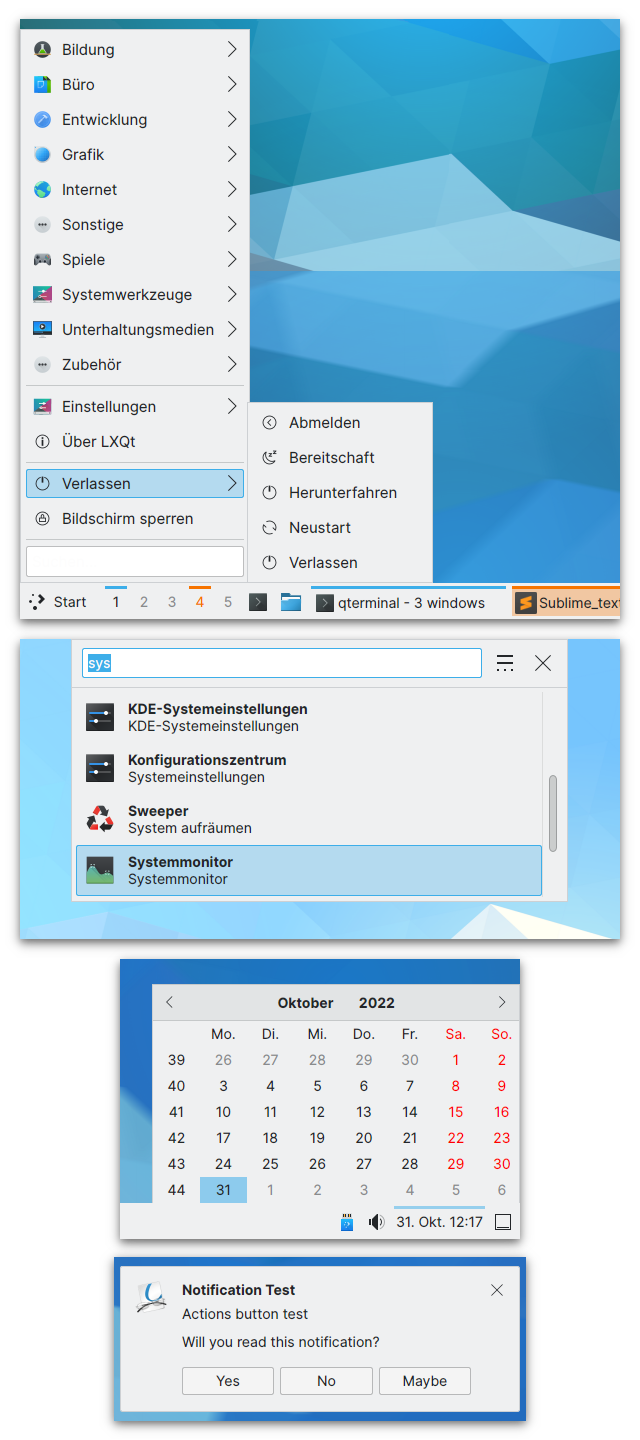 Bildung
Büro
Entwicklung
Grafik
Internet
Sonstige
Spiele
Systemwerkzeuge
Unterhaltungsmedien
Zubehör
Einstellungen
Über LXQt
Verlassen
Bildschirm sperren
Abmelden
Bereitschaft
Herunterfahren
Neustart
Verlassen
Start 1 2 3 4 5 qterminal - 3 windows Sublime_tex
sys
KDE-Systemeinstellungen
KDE-Systemeinstellungen
Konfigurationszentrum
Systemeinstellungen
Sweeper
System aufräumen
Systemmonitor
Systemmonitor
Oktober 2022
Mo. Di. Mi. Do. Fr. Sa. So.
39 26 27 28 29 30 1 2
40 3 4 5 6 7 8 9
41 10 11 12 13 14 15 16
42 17 18 19 20 21 22 23
43 24 25 26 27 28 29 30
44 31 1 2 3 4 5 6
31. Okt. 12:17
Notification Test
Actions button test
Will you read this notification?
Yes No Maybe